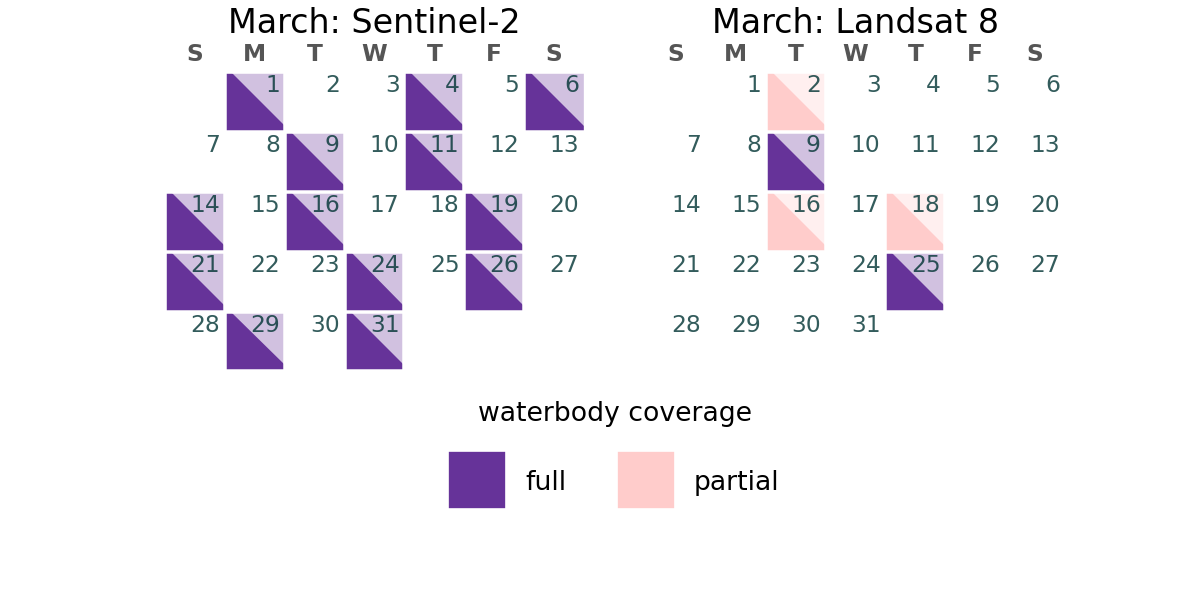 March: Sentinel-2
S M T W T F S
1 2 3 4 5 6
7 8 9 10 11 12 13
14 15 16 17 18 19 20
21 22 23 24 25 26 27
28 29 30 31
March: Landsat 8
S M T W T F S
1 2 3 4 5 6
7 8 9 10 11 12 13
14 15 16 17 18 19 20
21 22 23 24 25 26 27
28 29 30 31
waterbody coverage
full
partial